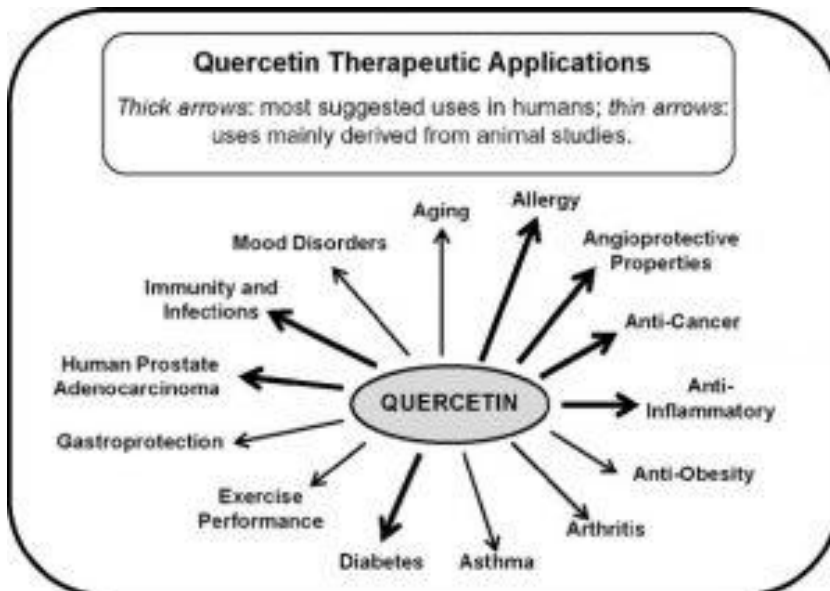 Quercetin Therapeutic Applications
Thick arrows: most suggested uses in humans; thin arrows:
uses mainly derived from animal studies.
Aging
Allergy
Mood Disorders
Angioprotective
Properties
Immunity and
Infections
Anti-Cancer
Human Prostate
Adenocarcinoma
QUERCETIN
Anti-
Inflammatory
Gastroprotection
Anti-Obesity
Exercise
Performance
Arthritis
Diabetes
Asthma